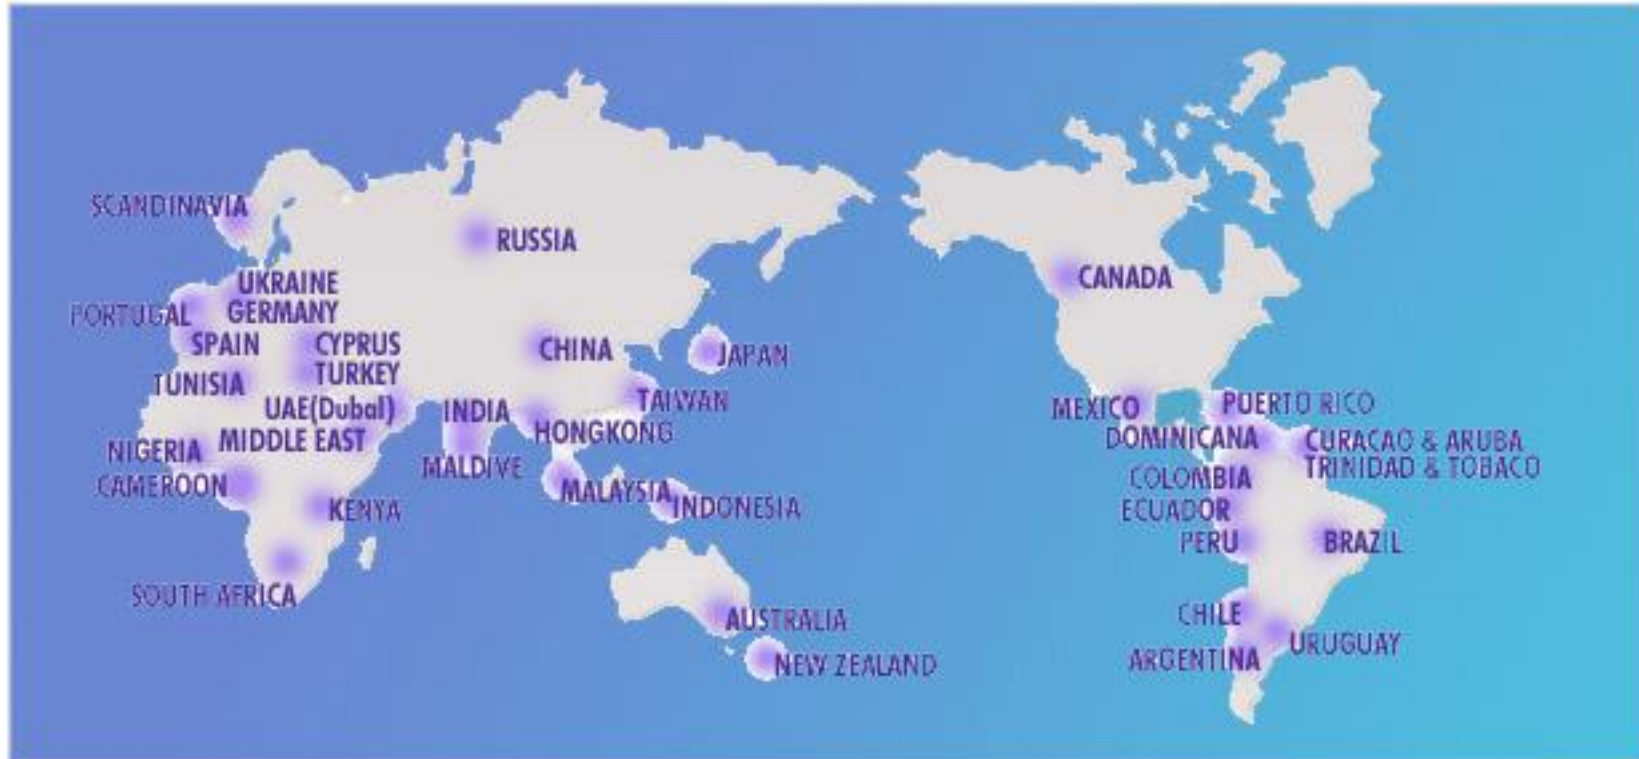 SCANDINAVIA
RUSSIA
UKRAINE
CANADA
PORTUGAL
GERMANY
SPAIN
CYPRUS
CHINA
JAPAN
TUNISIA
TURKEY
UAE(Dubal)
INDIA
TAIWAN
MEXICO
PUERTO RICO
NIGERIA
MIDDLE EAST
HONGKONG
DOMINICANA
CURACAO & ARUBA
MALDIVE
TRINIDAD & TOBACO
CAMEROON
MALAYSIA
COLOMBIA
KENYA
INDONESIA
ECUADOR
PERU
BRAZIL
SOUTH AFRICA
AUSTRALIA
CHILE
NEW ZEALAND
ARGENTINA
URUGUAY